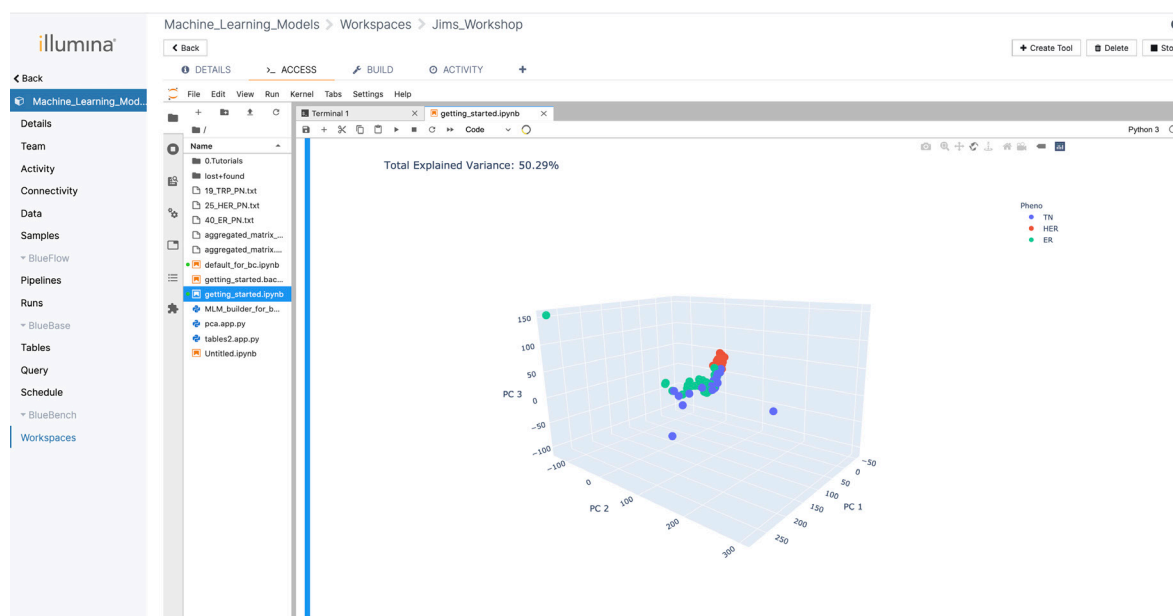 illumina
Machine_Learning_Models > Workspaces > Jims_Workshop
Back
+ Create Tool
Delete
DETAILS
>_ ACCESS
BUILD
ACTIVITY
+
Back
Machine_Learning_Mod...
Details
Team
Activity
Connectivity
Data
Samples
BlueFlow
Pipelines
Runs
BlueBase
Tables
Query
Schedule
BlueBench
Workspaces
File Edit View Run Kernel Tabs Settings Help
Name
0.Tutorials
lost+found
19_TRP_PN.txt
25_HER_PN.txt
40_ER_PN.txt
aggregated_matrix_...
aggregated_matrix....
default_for_bc.ipynb
getting_started.bac...
getting_started.ipynb
MLM_builder_for_b...
pca.app.py
tables2.app.py
Untitled.ipynb
Terminal 1
getting_started.ipynb
Code
Python 3
Total Explained Variance: 50.29%
Pheno
TN
HER
ER
150
100
50
0
−50
−100
PC 3
−100
0
100
200
300
PC 2
−50
0
50
100
150
200
250
PC 1